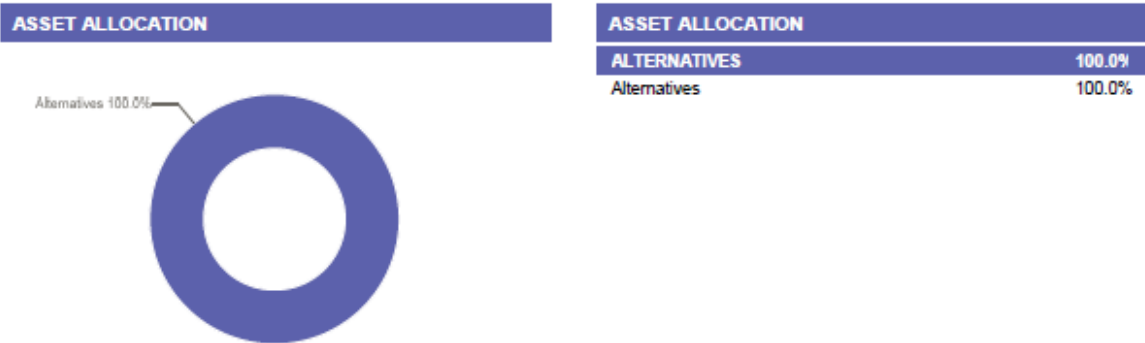 ASSET ALLOCATION
Alternatives 100.0%
ASSET ALLOCATION
ALTERNATIVES 100.0%
Alternatives 100.0%